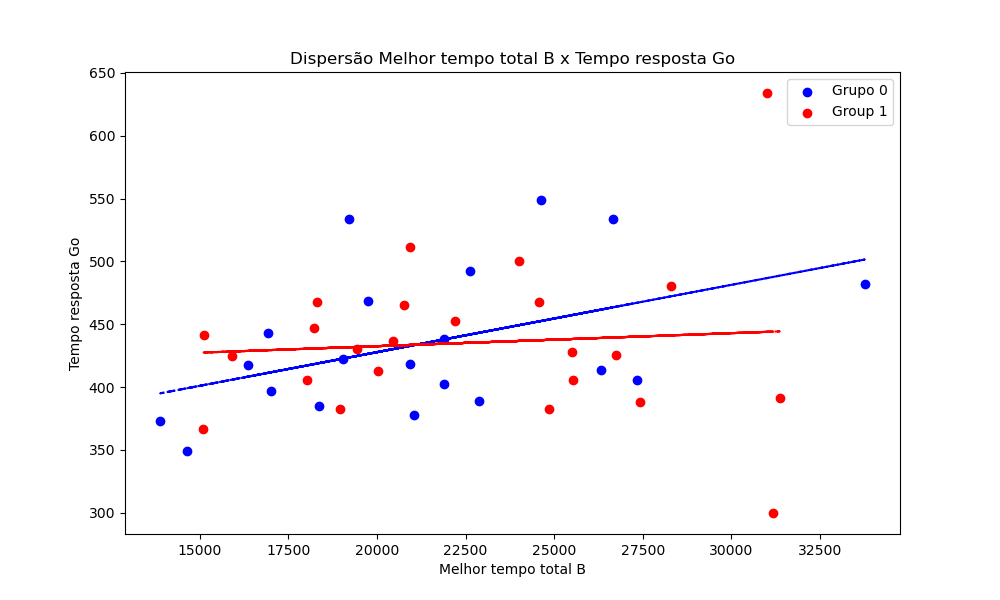 Dispersão Melhor tempo total B x Tempo resposta Go
Grupo 0
Group 1
Tempo resposta Go
650
600
550
500
450
400
350
300
15000 17500 20000 22500 25000 27500 30000 32500
Melhor tempo total B